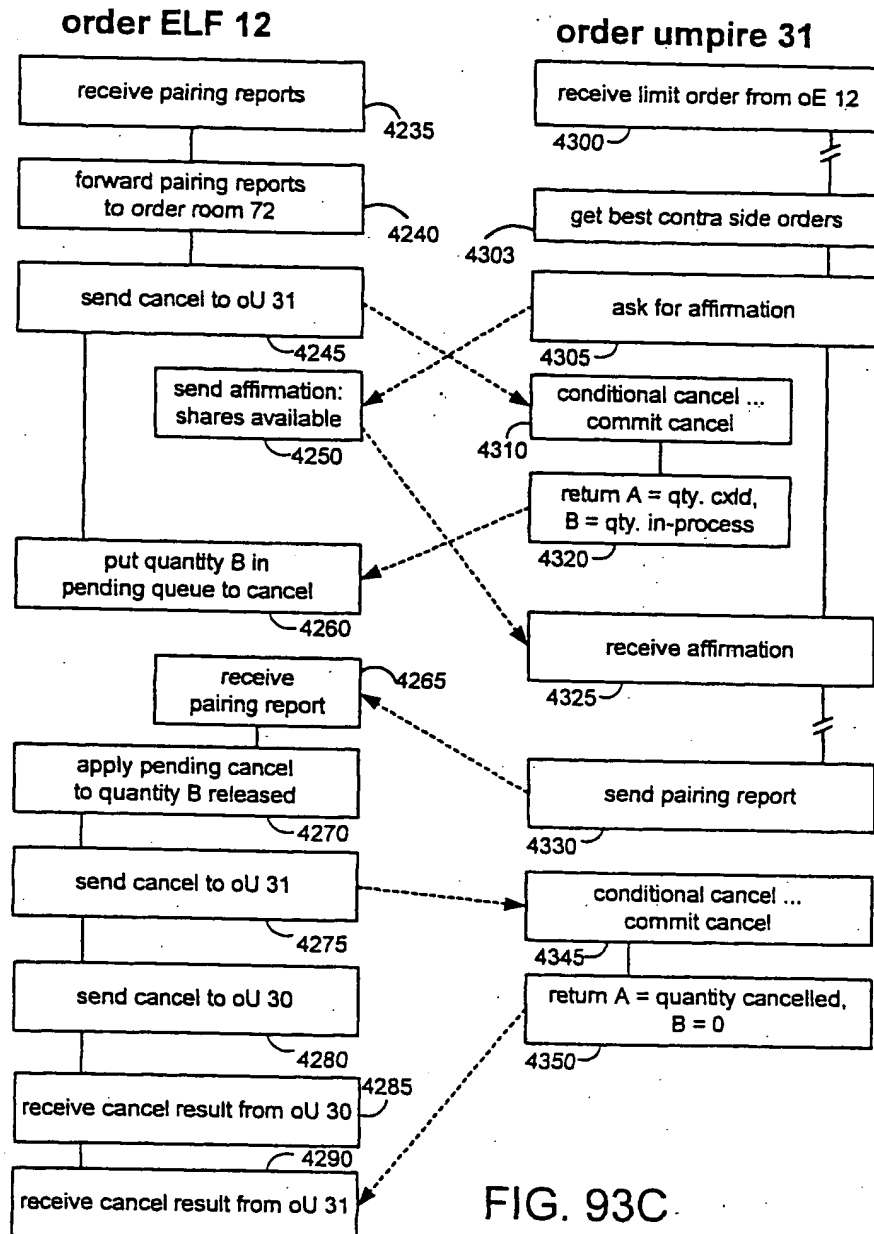 order ELF 12
receive pairing reports
4235
forward pairing reports
to order room 72
4240
send cancel to oU 31
4245
send affirmation:
shares available
4250
put quantity B in
pending queue to cancel
4260
receive
pairing report
4265
apply pending cancel
to quantity B released
4270
send cancel to oU 31
4275
send cancel to oU 30
4280
4285
receive cancel result from oU 30
4290
receive cancel result from oU 31
order umpire 31
receive limit order from oE 12
4300
get best contra side orders
4303
ask for affirmation
4305
conditional cancel ...
commit cancel
4310
return A = qty. cxld,
B = qty. in-process
4320
receive affirmation
4325
send pairing report
4330
conditional cancel ...
commit cancel
4345
return A = quantity cancelled,
B = 0
4350
FIG. 93C